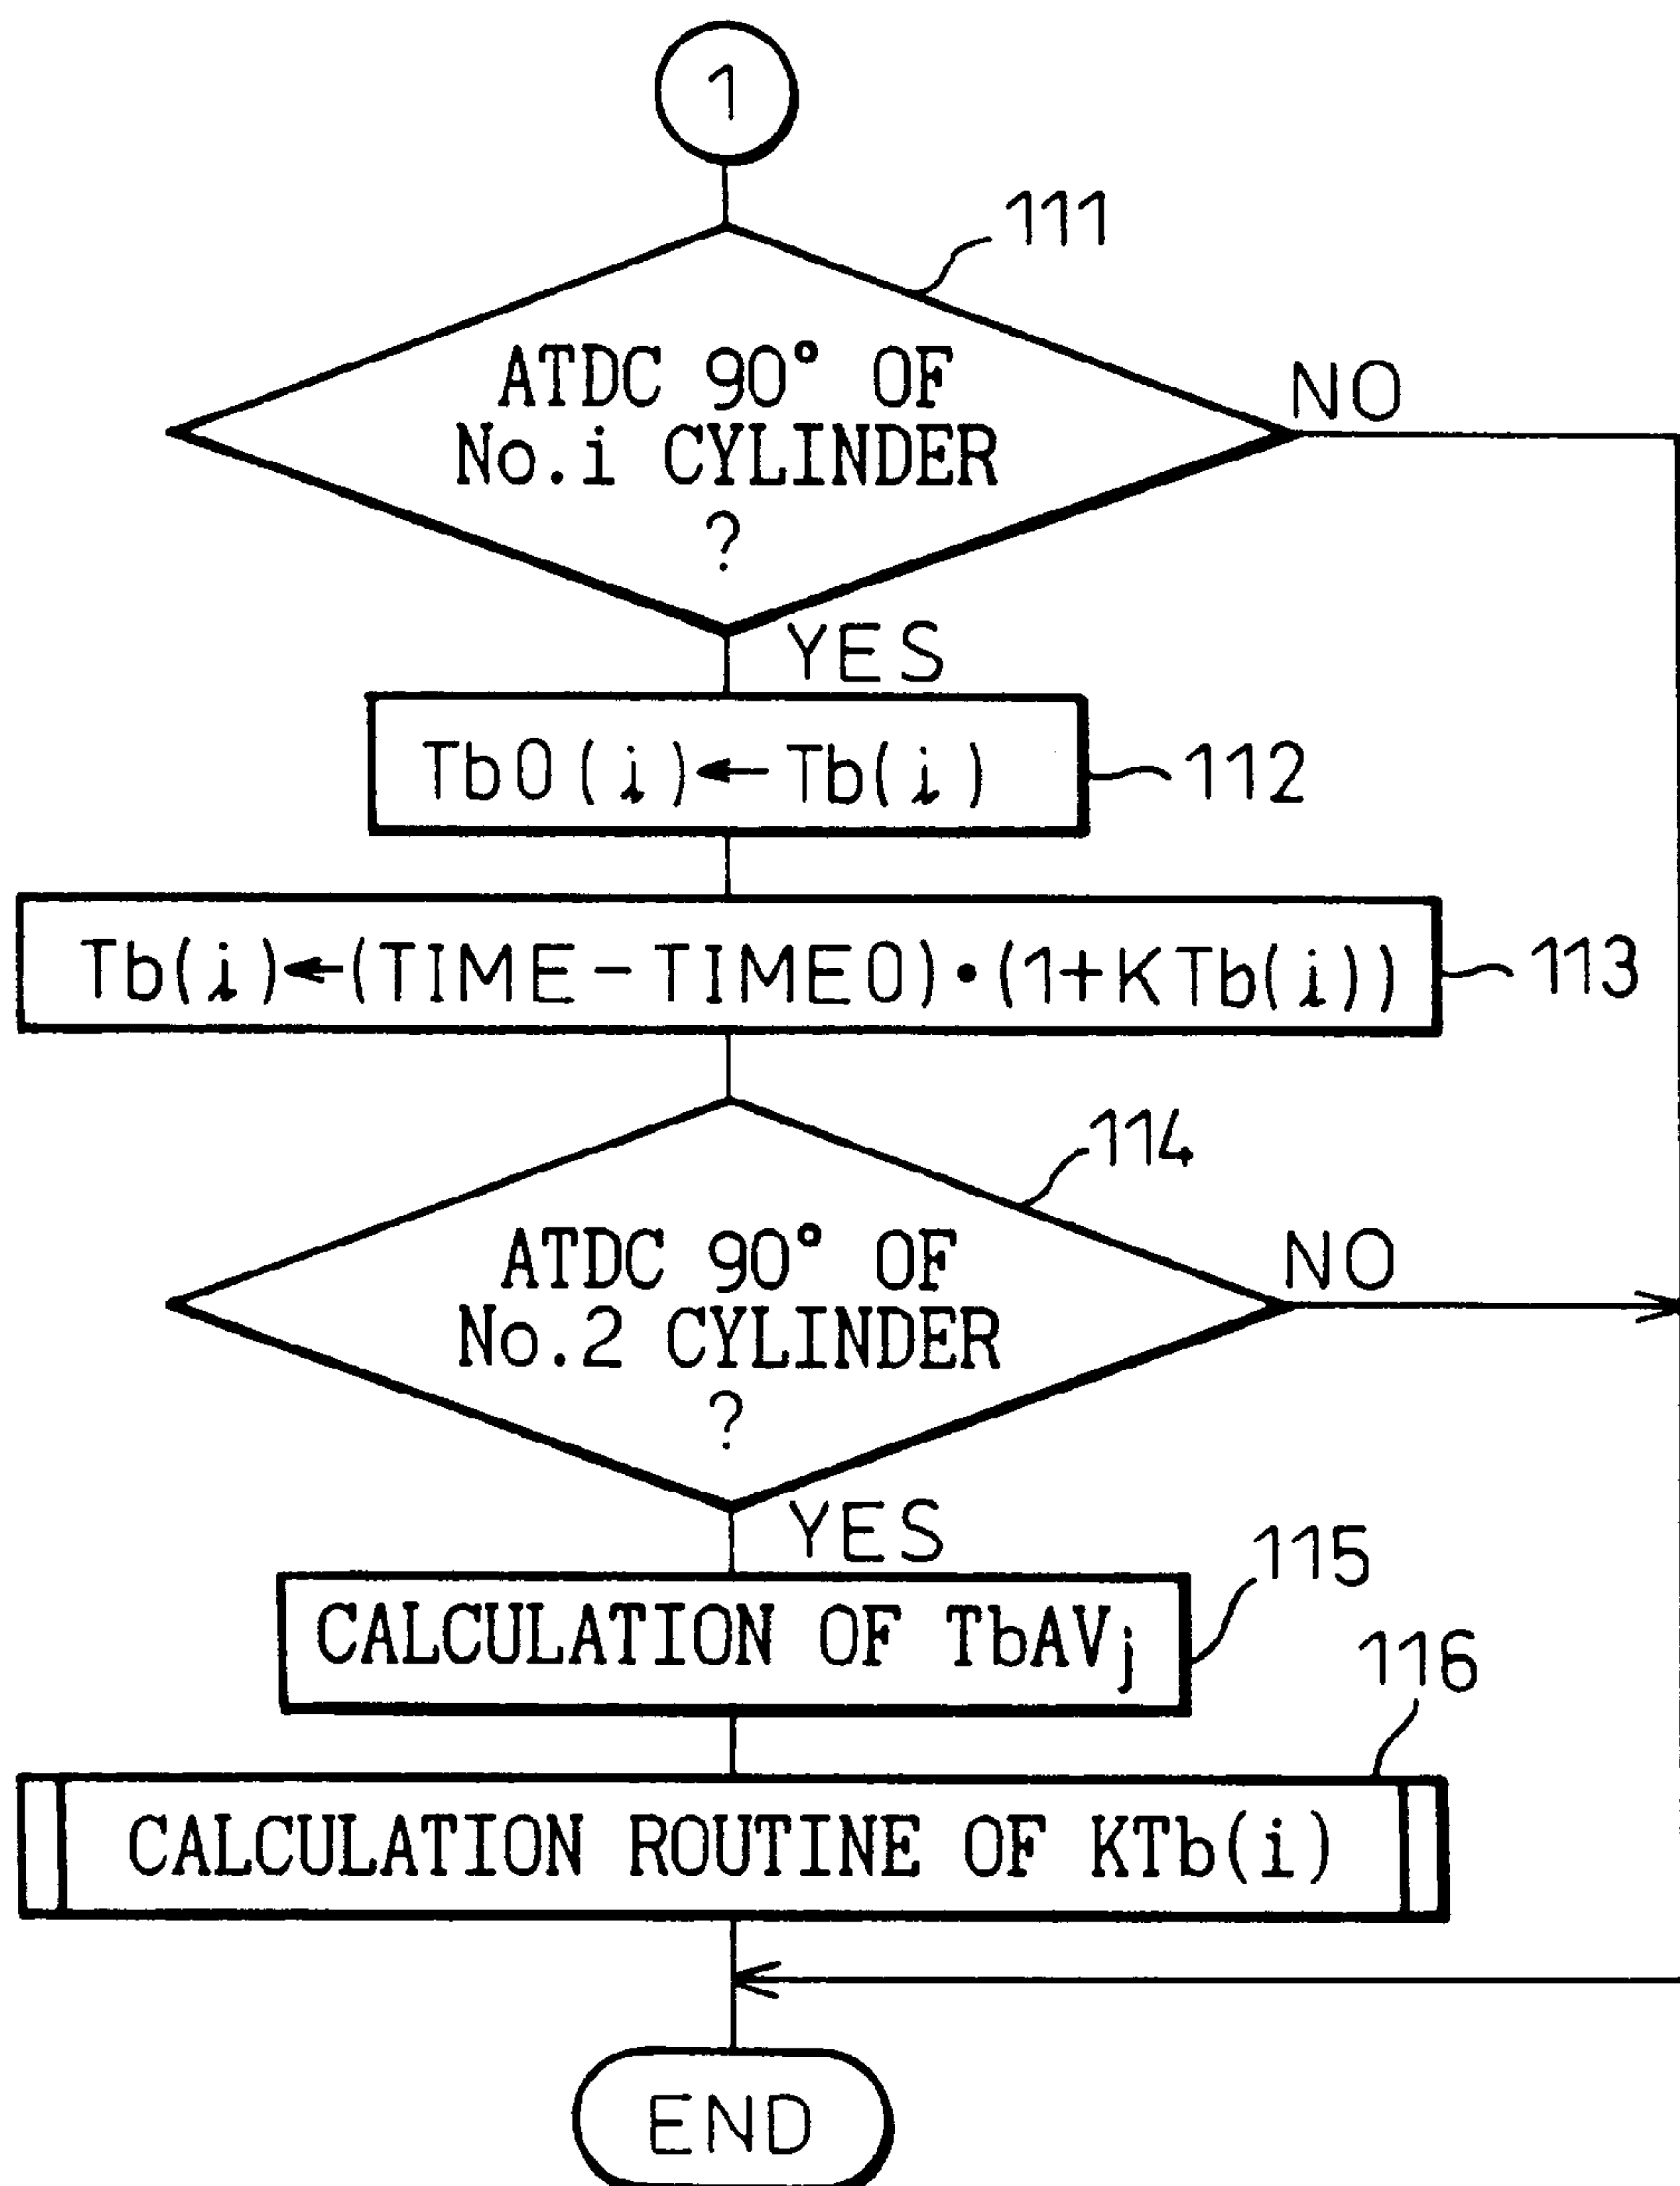 1
111
ATDC 90° OF
No.i CYLINDER
?
NO
YES
Tb0(i)←Tb(i)
112
Tb(i)←(TIME-TIME0)•(1+KTb(i))
113
114
ATDC 90° OF
No.2 CYLINDER
?
NO
YES
115
CALCULATION OF TbAVj
116
CALCULATION ROUTINE OF KTb(i)
END